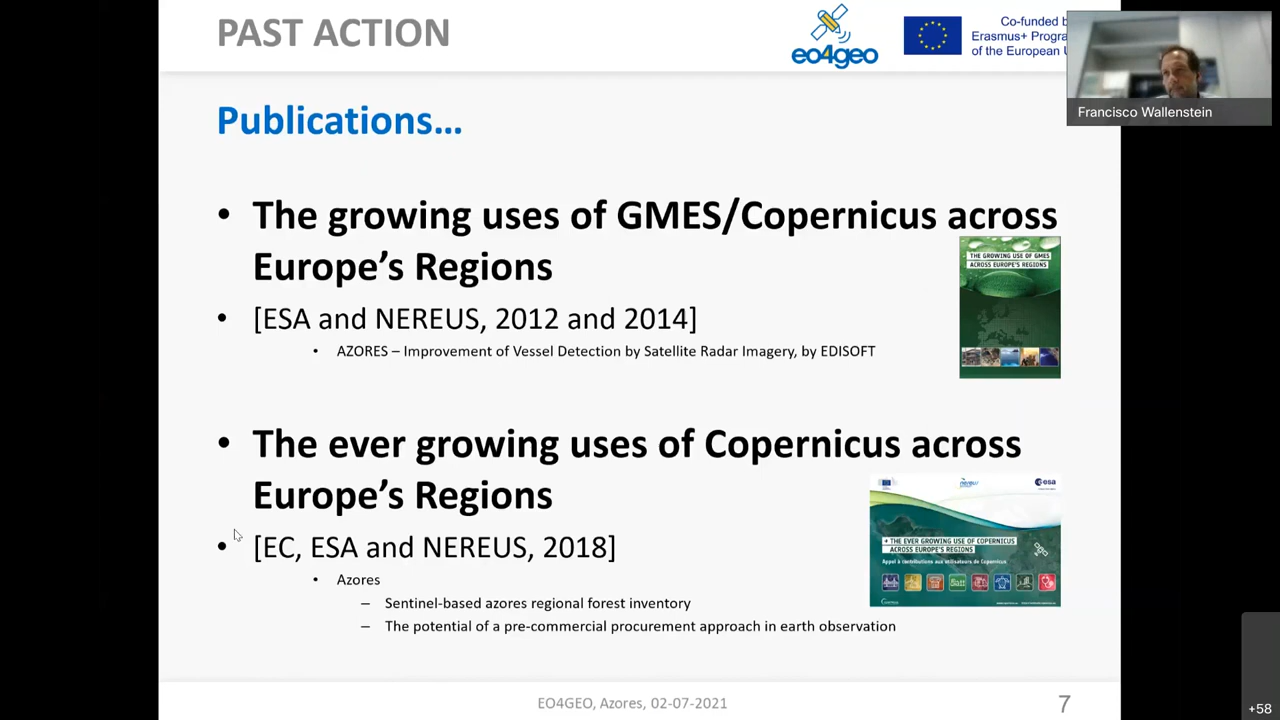 PAST ACTION
eo4geo
Co-funded b
Erasmus+ Progra
of the European U
Francisco Wallenstein
Publications…
• The growing uses of GMES/Copernicus across
Europe’s Regions
THE GROWING USE OF GMES
ACROSS EUROPE'S REGIONS
• [ESA and NEREUS, 2012 and 2014]
• AZORES – Improvement of Vessel Detection by Satellite Radar Imagery, by EDISOFT
• The ever growing uses of Copernicus across
Europe’s Regions
nereus
esa
THE EVER GROWING USE OF COPERNICUS
ACROSS EUROPE'S REGIONS
Appel à contributions aux utilisateurs de Copernicus
• [EC, ESA and NEREUS, 2018]
• Azores
– Sentinel-based azores regional forest inventory
– The potential of a pre-commercial procurement approach in earth observation
EO4GEO, Azores, 02-07-2021
7
+58